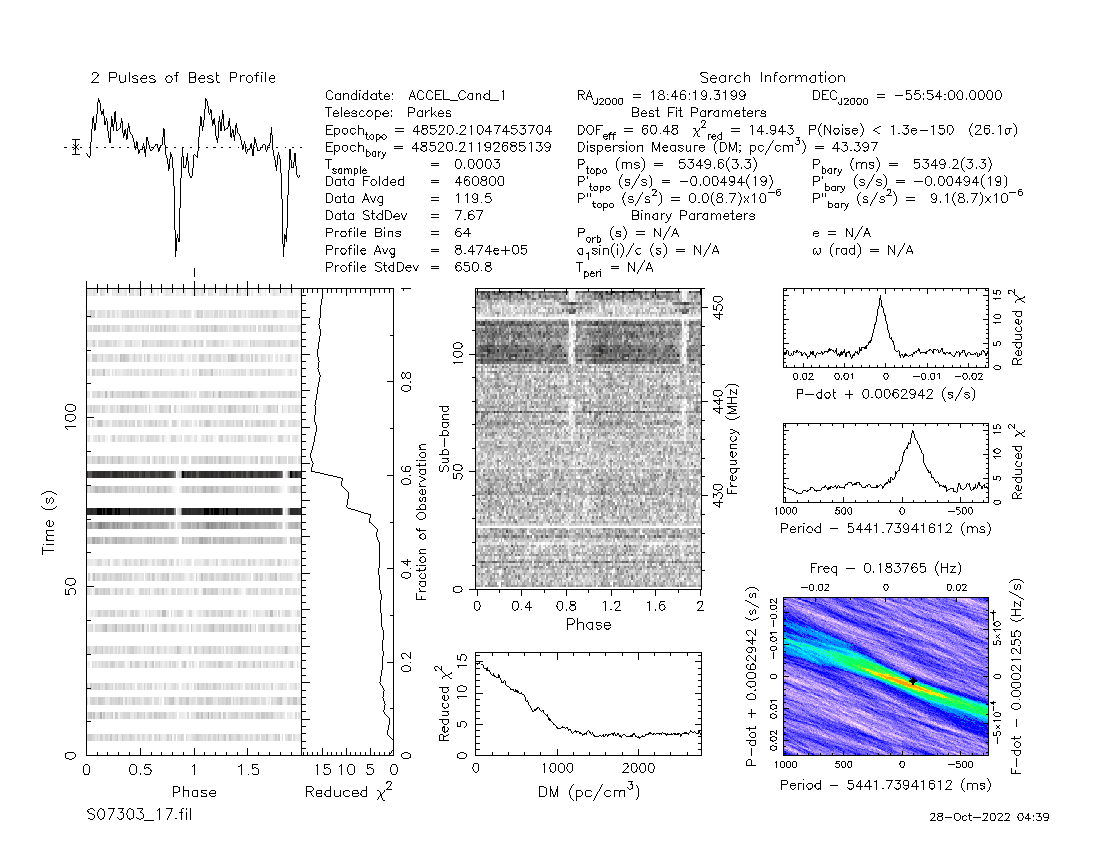 2 Pulses of Best Profile
Search Information
Candidate: ACCEL_Cand_1
RA_J2000 = 18:46:19.3199
DEC_J2000 = −55:54:00.0000
Telescope: Parkes
Best Fit Parameters
Epoch_topo = 48520.21047453704
DOF_eff = 60.48 χ²_red = 14.943 P(Noise) < 1.3e−150 (26.1σ)
Epoch_bary = 48520.21192685139
Dispersion Measure (DM; pc/cm³) = 43.397
T_sample = 0.0003
P_topo (ms) = 5349.6(3.3)
P_bary (ms) = 5349.2(3.3)
Data Folded = 460800
P'_topo (s/s) = −0.00494(19)
P'_bary (s/s) = −0.00494(19)
Data Avg = 119.5
P''_topo (s/s²) = 0.0(8.7)x10⁻⁶
P''_bary (s/s²) = 9.1(8.7)x10⁻⁶
Data StdDev = 7.67
Binary Parameters
Profile Bins = 64
P_orb (s) = N/A
e = N/A
Profile Avg = 8.474e+05
a_1sin(i)/c (s) = N/A
ω (rad) = N/A
Profile StdDev = 650.8
T_peri = N/A
Time (s)
0 50 100
0 0.5 1 1.5
Phase
15 10 5 0
Reduced χ²
0.2 0.4 0.6 0.8
Fraction of Observation
Sub−band
0 50 100
430 440 450
Frequency (MHz)
0 0.4 0.8 1.2 1.6 2
Phase
Reduced χ²
0 5 10 15
0 1000 2000
DM (pc/cm³)
0 5 10 15
Reduced χ²
0.02 0.01 0 −0.01 −0.02
P−dot + 0.0062942 (s/s)
0 5 10 15
Reduced χ²
1000 500 0 −500
Period − 5441.73941612 (ms)
Freq − 0.183765 (Hz)
−0.02 0 0.02
P−dot + 0.0062942 (s/s)
0.02 0.01 0 −0.01 −0.02
−5×10⁻⁴ 0 5×10⁻⁴
F−dot − 0.00021255 (Hz/s)
1000 500 0 −500
Period − 5441.73941612 (ms)
S07303_17.fil
28−Oct−2022 04:39